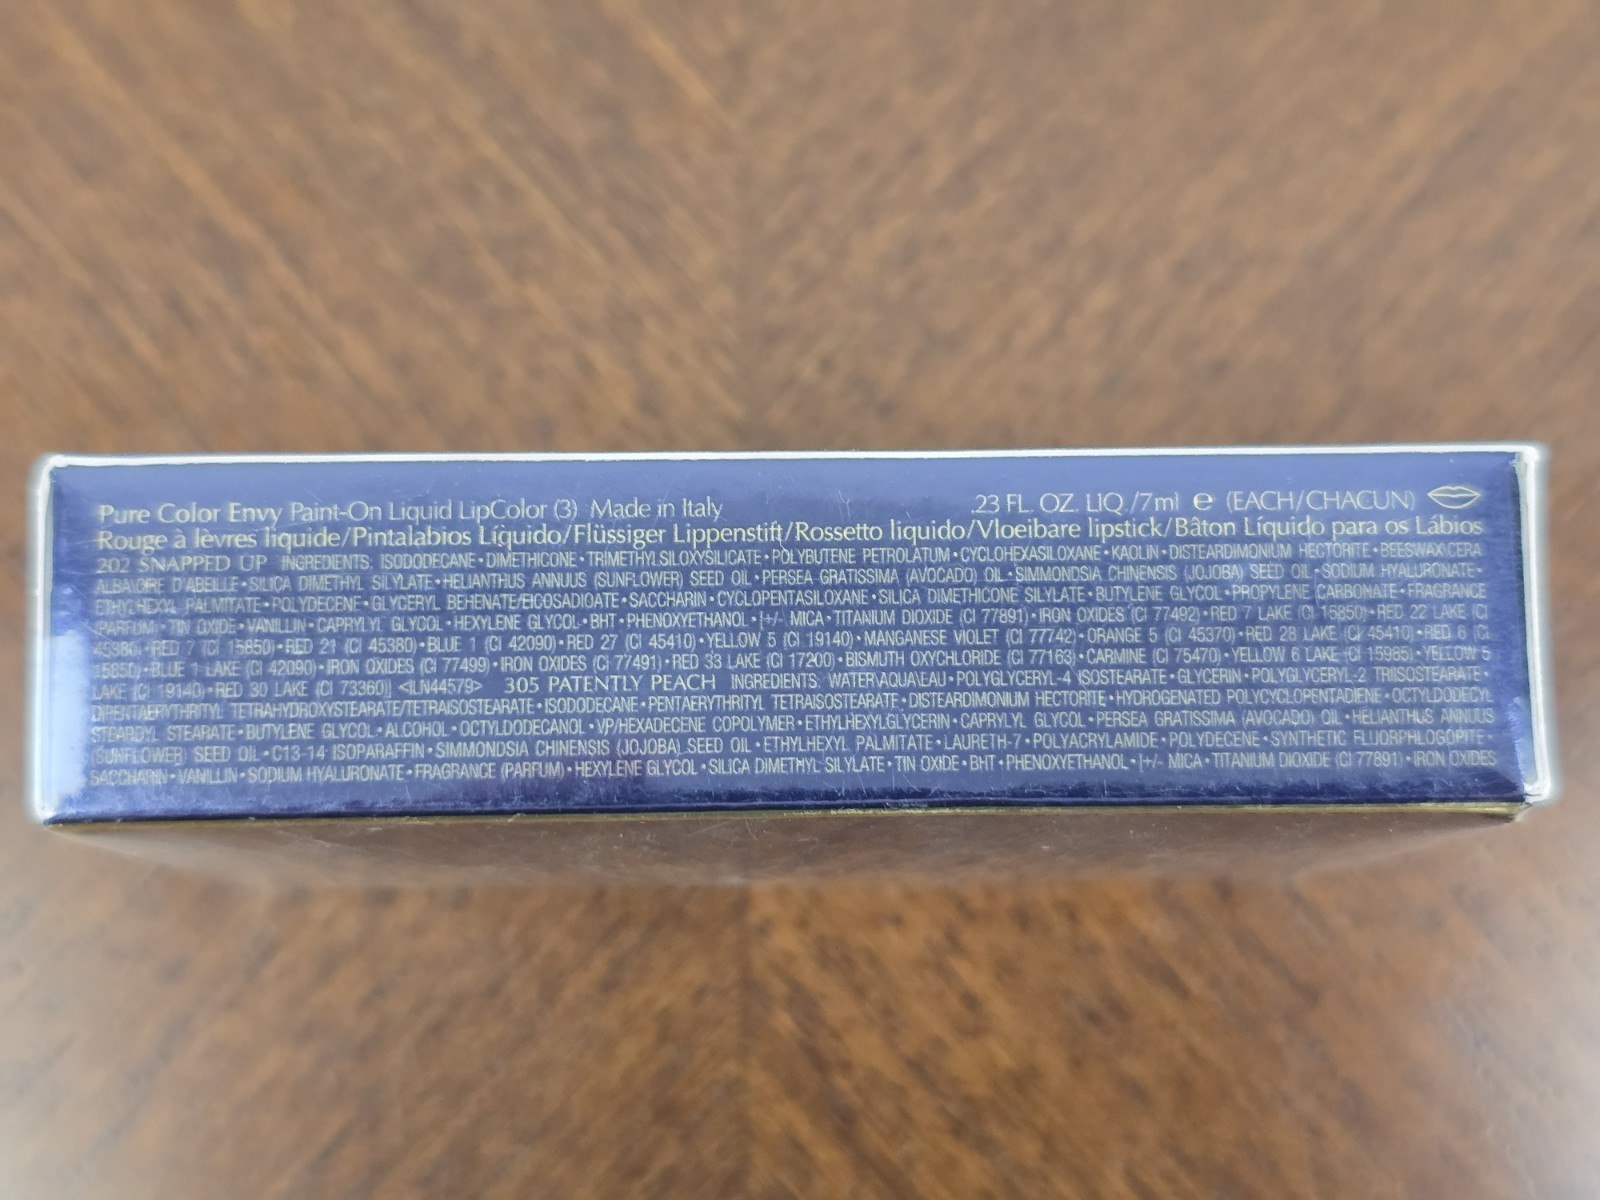 Pure Color Envy Paint-On Liquid LipColor (3) Made in Italy .23 FL. OZ. LIQ./7ml ℮ (EACH/CHACUN)
Rouge à lèvres liquide/Pintalabios Líquido/Flüssiger Lippenstift/Rossetto liquido/Vloeibare lipstick/Bâton Líquido para os Lábios
202 SNAPPED UP INGREDIENTS: ISODODECANE • DIMETHICONE • TRIMETHYLSILOXYSILICATE • POLYBUTENE PETROLATUM • CYCLOHEXASILOXANE • KAOLIN • DISTEARDIMONIUM HECTORITE • BEESWAX\CERA
ALBA\CIRE D'ABEILLE • SILICA DIMETHYL SILYLATE • HELIANTHUS ANNUUS (SUNFLOWER) SEED OIL • PERSEA GRATISSIMA (AVOCADO) OIL • SIMMONDSIA CHINENSIS (JOJOBA) SEED OIL • SODIUM HYALURONATE •
ETHYLHEXYL PALMITATE • POLYDECENE • GLYCERYL BEHENATE/EICOSADIOATE • SACCHARIN • CYCLOPENTASILOXANE • SILICA DIMETHICONE SILYLATE • BUTYLENE GLYCOL • PROPYLENE CARBONATE • FRAGRANCE
(PARFUM) • TIN OXIDE • VANILLIN • CAPRYLYL GLYCOL • HEXYLENE GLYCOL • BHT • PHENOXYETHANOL • [+/- MICA • TITANIUM DIOXIDE (CI 77891) • IRON OXIDES (CI 77492) • RED 7 LAKE (CI 15850) • RED 22 LAKE (CI
45380) • RED 7 (CI 15850) • RED 21 (CI 45380) • BLUE 1 (CI 42090) • RED 27 (CI 45410) • YELLOW 5 (CI 19140) • MANGANESE VIOLET (CI 77742) • ORANGE 5 (CI 45370) • RED 28 LAKE (CI 45410) • RED 6 (CI
15850) • BLUE 1 LAKE (CI 42090) • IRON OXIDES (CI 77499) • IRON OXIDES (CI 77491) • RED 33 LAKE (CI 17200) • BISMUTH OXYCHLORIDE (CI 77163) • CARMINE (CI 75470) • YELLOW 6 LAKE (CI 15985) • YELLOW 5
LAKE (CI 19140) • RED 30 LAKE (CI 73360)] <ILN44579> 305 PATENTLY PEACH INGREDIENTS: WATER\AQUA\EAU • POLYGLYCERYL-4 ISOSTEARATE • GLYCERIN • POLYGLYCERYL-2 TRIISOSTEARATE •
DIPENTAERYTHRITYL TETRAHYDROXYSTEARATE/TETRAISOSTEARATE • ISODODECANE • PENTAERYTHRITYL TETRAISOSTEARATE • DISTEARDIMONIUM HECTORITE • HYDROGENATED POLYCYCLOPENTADIENE • OCTYLDODECYL
STEAROYL STEARATE • BUTYLENE GLYCOL • ALCOHOL • OCTYLDODECANOL • VP/HEXADECENE COPOLYMER • ETHYLHEXYLGLYCERIN • CAPRYLYL GLYCOL • PERSEA GRATISSIMA (AVOCADO) OIL • HELIANTHUS ANNUUS
(SUNFLOWER) SEED OIL • C13-14 ISOPARAFFIN • SIMMONDSIA CHINENSIS (JOJOBA) SEED OIL • ETHYLHEXYL PALMITATE • LAURETH-7 • POLYACRYLAMIDE • POLYDECENE • SYNTHETIC FLUORPHLOGOPITE •
SACCHARIN • VANILLIN • SODIUM HYALURONATE • FRAGRANCE (PARFUM) • HEXYLENE GLYCOL • SILICA DIMETHYL SILYLATE • TIN OXIDE • BHT • PHENOXYETHANOL • [+/- MICA • TITANIUM DIOXIDE (CI 77891) • IRON OXIDES